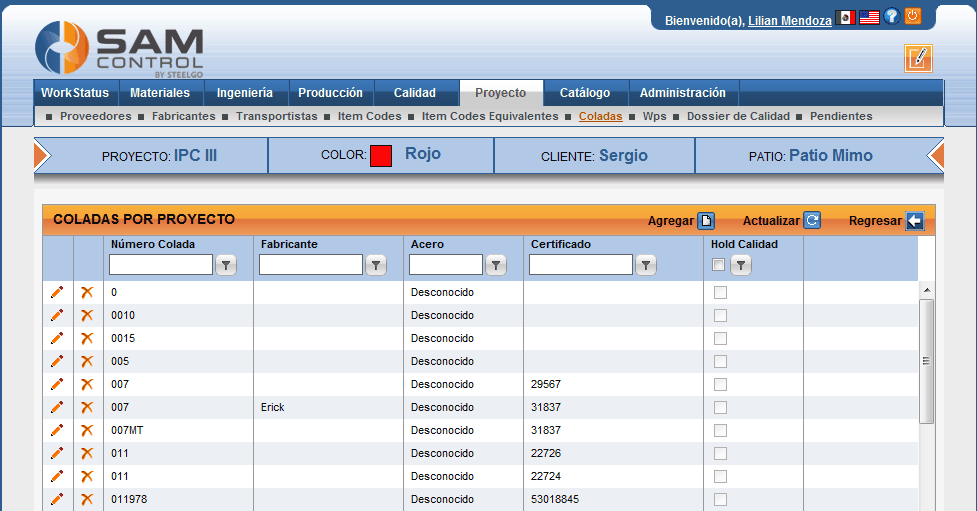 Bienvenido(a), Lilian Mendoza
SAM
CONTROL
BY STEELGO
WorkStatus Materiales Ingeniería Producción Calidad Proyecto Catálogo Administración
Proveedores Fabricantes Transportistas Item Codes Item Codes Equivalentes Coladas Wps Dossier de Calidad Pendientes
PROYECTO: IPC III COLOR: Rojo CLIENTE: Sergio PATIO: Patio Mimo
COLADAS POR PROYECTO Agregar Actualizar Regresar
Número Colada Fabricante Acero Certificado Hold Calidad
0 Desconocido
0010 Desconocido
0015 Desconocido
005 Desconocido
007 Desconocido 29567
007 Erick Desconocido 31837
007MT Desconocido 31837
011 Desconocido 22726
011 Desconocido 22724
011978 Desconocido 53018845